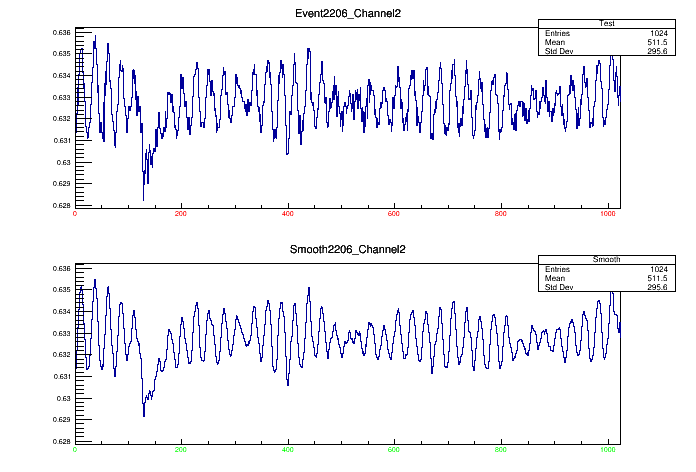 Event2206_Channel2
Test
Entries 1024
Mean 511.5
Std Dev 295.6
0.636
0.635
0.634
0.633
0.632
0.631
0.63
0.629
0.628
0 200 400 600 800 1000
Smooth2206_Channel2
Smooth
Entries 1024
Mean 511.5
Std Dev 295.6
0.636
0.635
0.634
0.633
0.632
0.631
0.63
0.629
0.628
0 200 400 600 800 1000